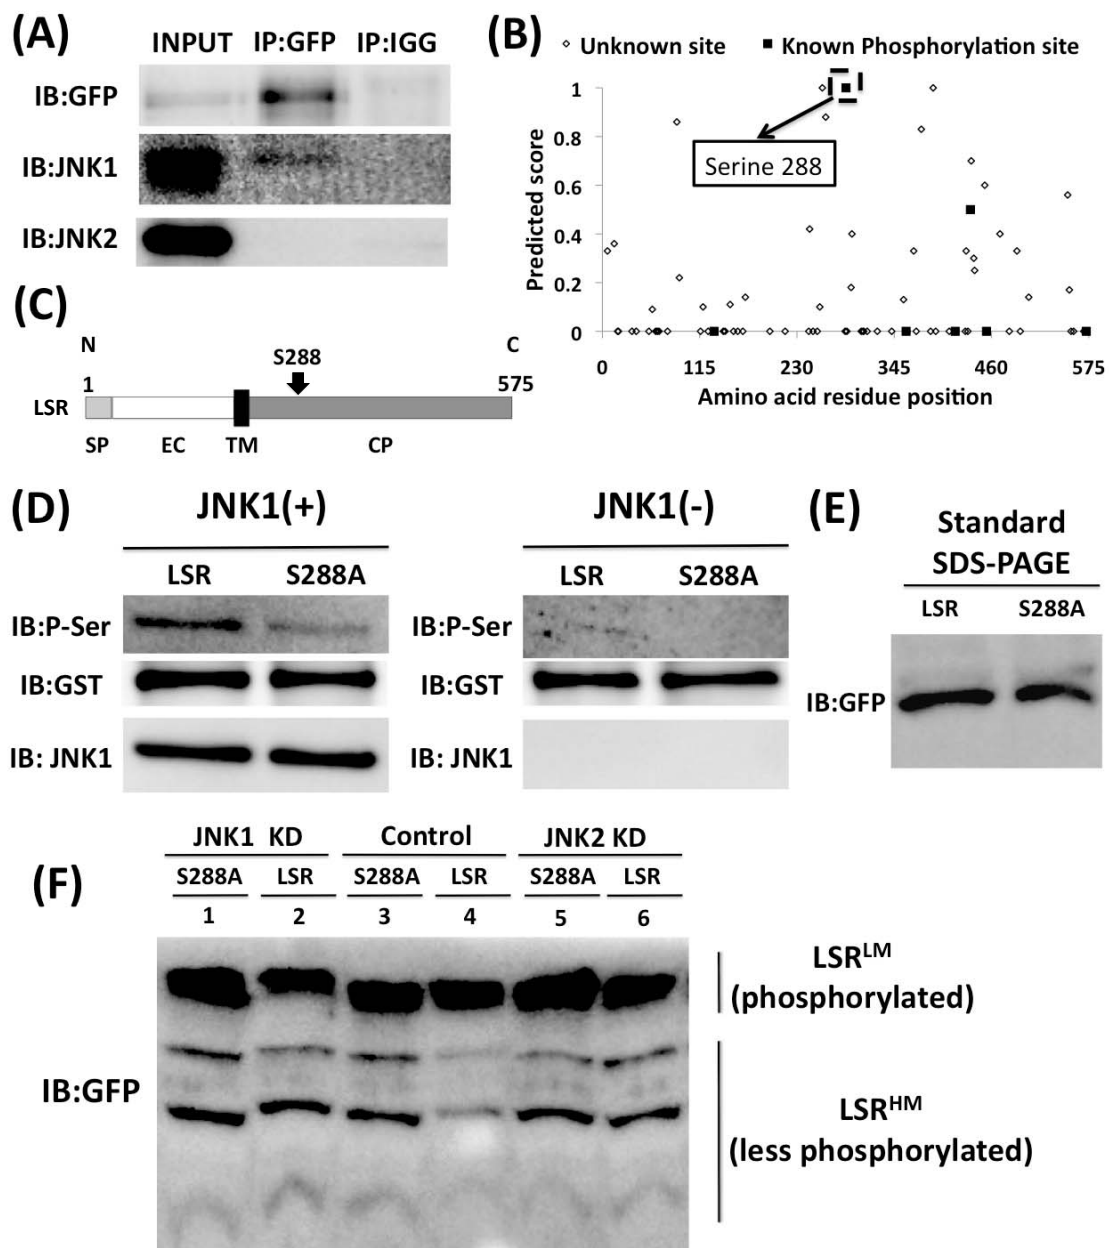 (A)
INPUT IP:GFP IP:IGG
IB:GFP
IB:JNK1
IB:JNK2
(B)
Unknown site Known Phosphorylation site
Predicted score
1
0.8
0.6
0.4
0.2
0
Serine 288
0 115 230 345 460 575
Amino acid residue position
(C)
N C
S288
1 575
LSR
SP EC TM CP
(D)
JNK1(+) JNK1(-)
LSR S288A LSR S288A
IB:P-Ser IB:P-Ser
IB:GST IB:GST
IB: JNK1 IB: JNK1
(E)
Standard
SDS-PAGE
LSR S288A
IB:GFP
(F)
JNK1 KD Control JNK2 KD
S288A LSR S288A LSR S288A LSR
1 2 3 4 5 6
IB:GFP
LSRLM
(phosphorylated)
LSRHM
(less phosphorylated)